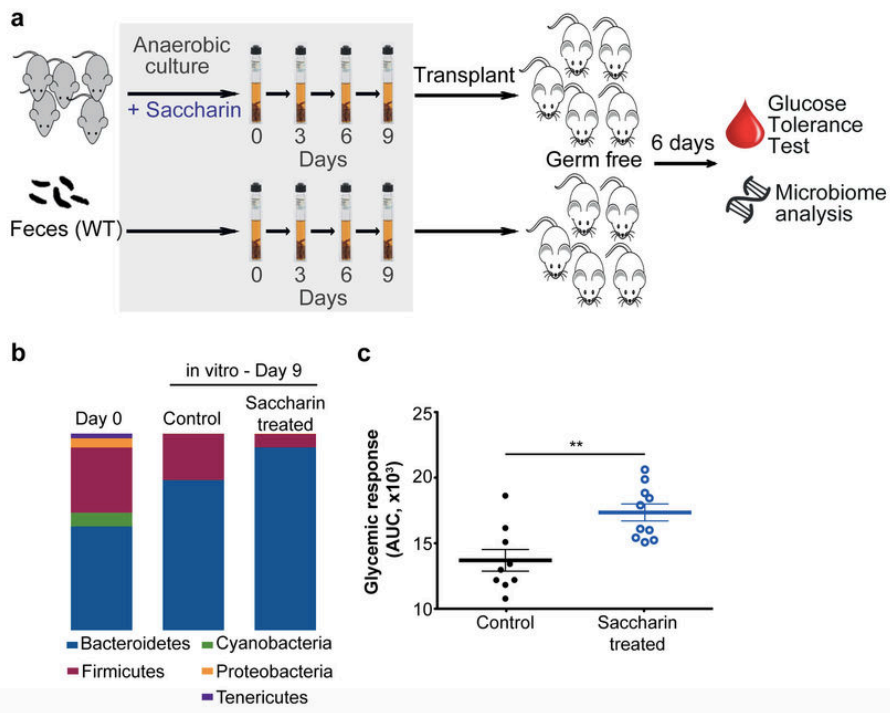 a
Anaerobic
culture
+ Saccharin
0 3 6 9
Days
Transplant
Germ free
6 days
Glucose
Tolerance
Test
Microbiome
analysis
Feces (WT)
0 3 6 9
Days
b
in vitro - Day 9
Day 0
Control
Saccharin
treated
Bacteroidetes
Cyanobacteria
Firmicutes
Proteobacteria
Tenericutes
c
Glycemic response
(AUC, x10³)
25
20
15
10
**
Control
Saccharin
treated